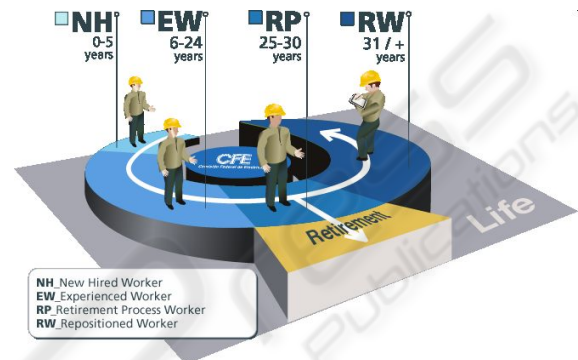 NH
0-5
years
EW
6-24
years
RP
25-30
years
RW
31 / +
years
CFE
Retirement
Life
NH_New Hired Worker
EW_Experienced Worker
RP_Retirement Process Worker
RW_Repositioned Worker
Publications